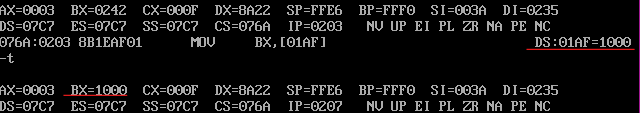 AX=0003 BX=0242 CX=000F DX=8A22 SP=FFE6 BP=FFF0 SI=003A DI=0235
DS=07C7 ES=07C7 SS=07C7 CS=076A IP=0203 NV UP EI PL ZR NA PE NC
076A:0203 8B1EAF01 MOV BX,[01AF] DS:01AF=1000
-t
AX=0003 BX=1000 CX=000F DX=8A22 SP=FFE6 BP=FFF0 SI=003A DI=0235
DS=07C7 ES=07C7 SS=07C7 CS=076A IP=0207 NV UP EI PL ZR NA PE NC